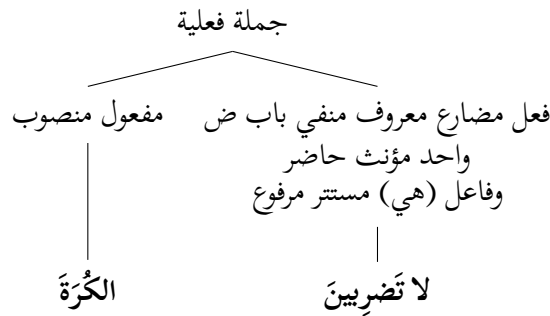 جملة فعلية
فعل مضارع معروف منفي باب ض
واحد مؤنث حاضر
وفاعل (هي) مستتر مرفوع
مفعول منصوب
لا تَضرِبينَ
الكُرَةَ